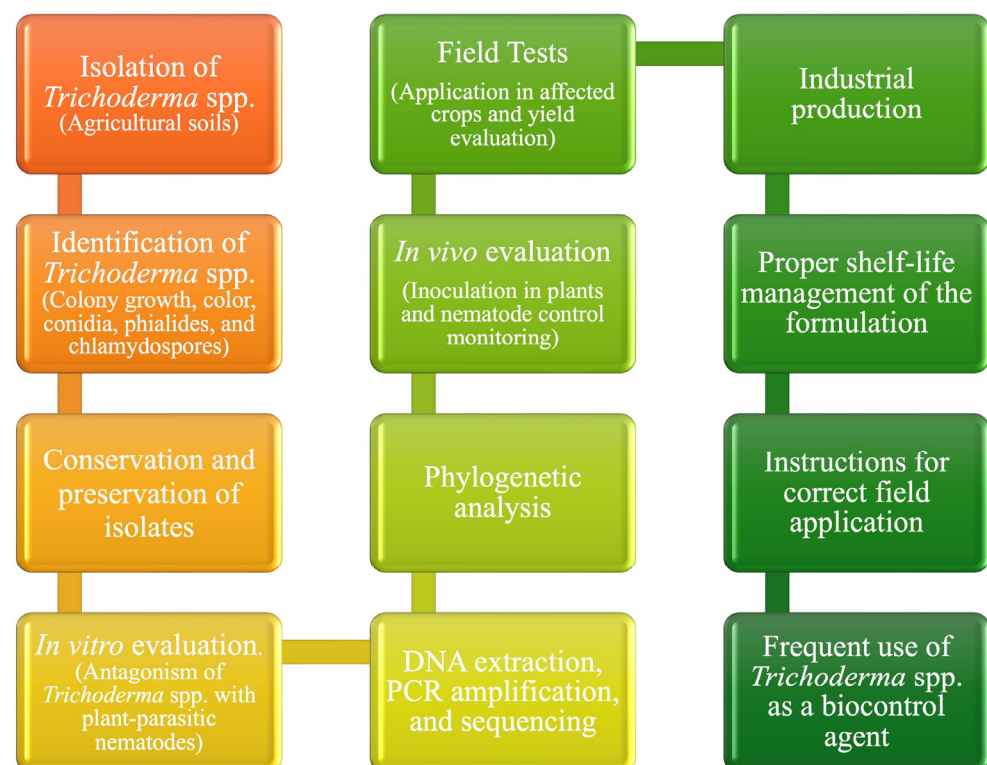 Isolation of
Trichoderma spp.
(Agricultural soils)
Identification of
Trichoderma spp.
(Colony growth, color,
conidia, phialides, and
chlamydospores)
Conservation and
preservation of
isolates
In vitro evaluation.
(Antagonism of
Trichoderma spp. with
plant-parasitic
nematodes)
DNA extraction,
PCR amplification,
and sequencing
Phylogenetic
analysis
In vivo evaluation
(Inoculation in plants
and nematode control
monitoring)
Field Tests
(Application in affected
crops and yield
evaluation)
Industrial
production
Proper shelf-life
management of the
formulation
Instructions for
correct field
application
Frequent use of
Trichoderma spp.
as a biocontrol
agent